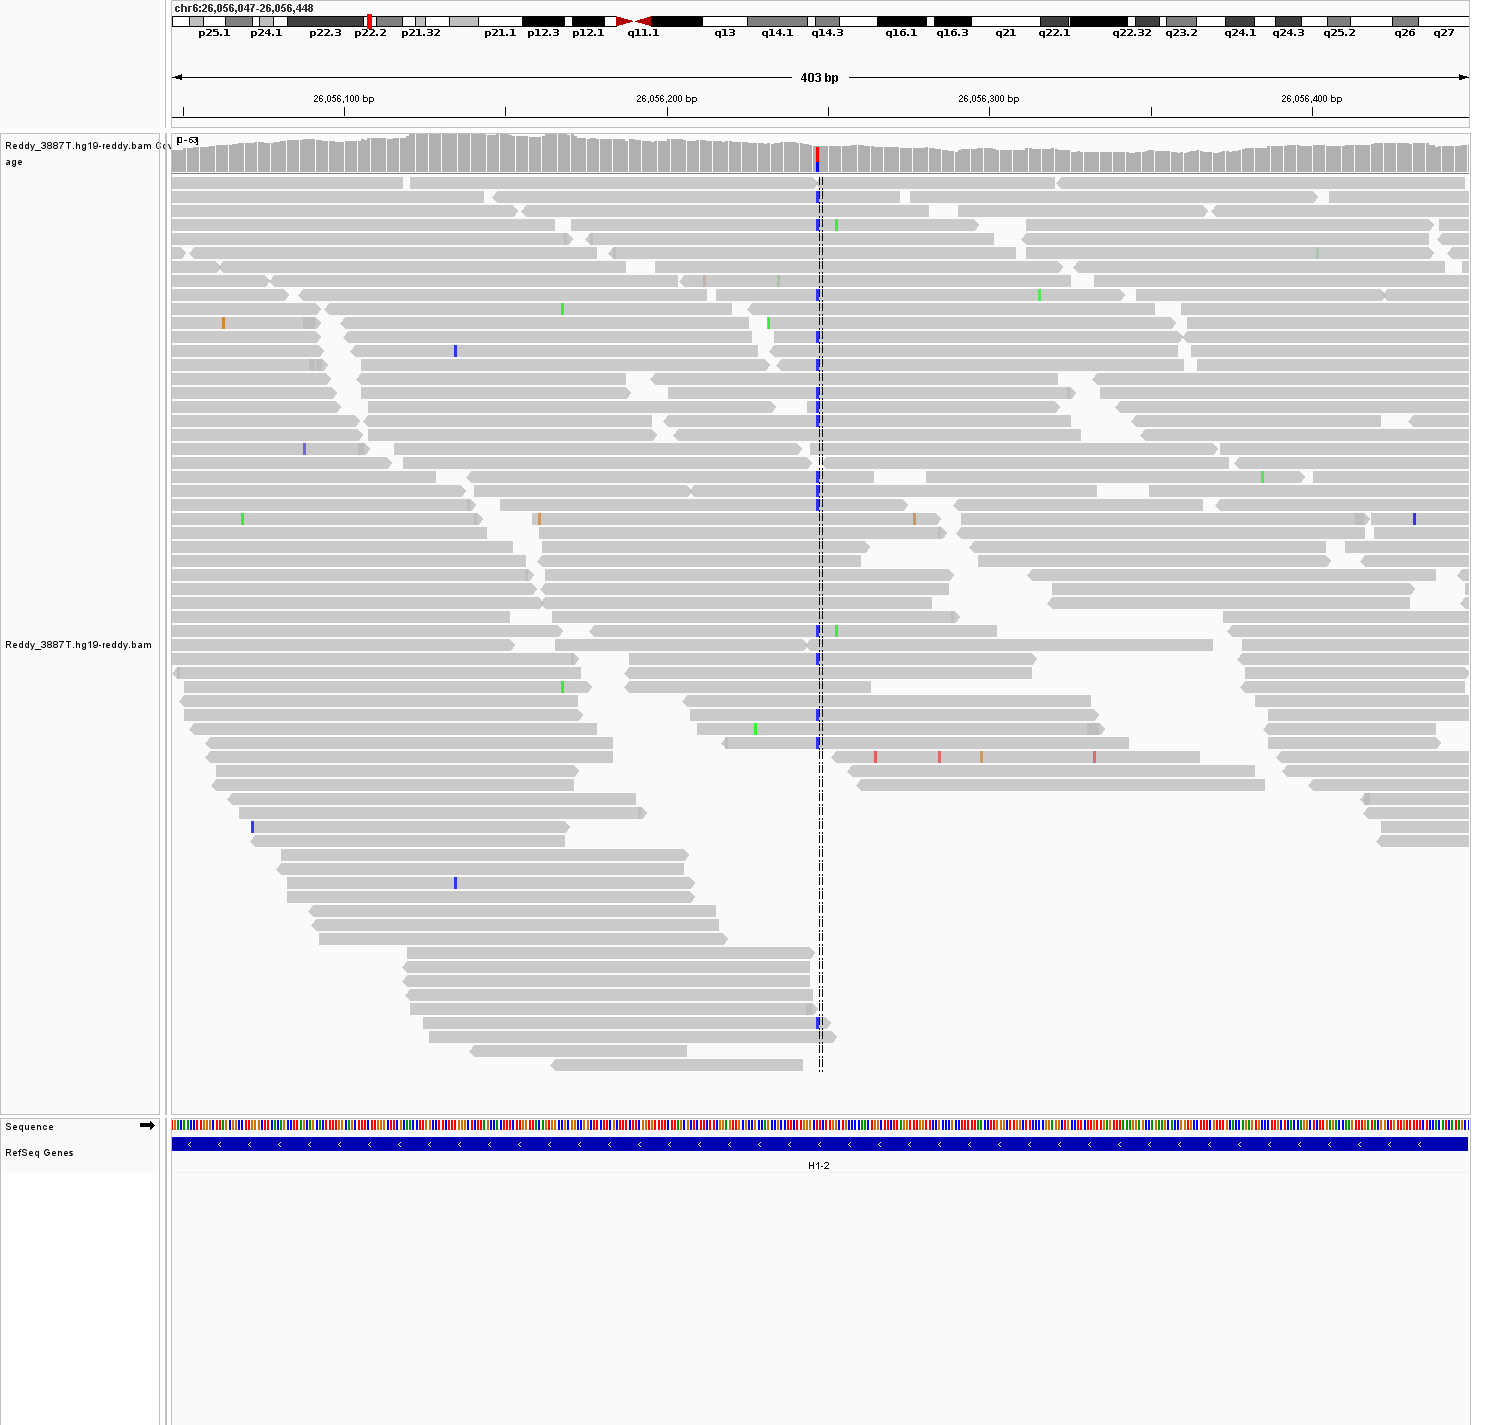 chr6:26,056,047-26,056,448
p25.1 p24.1 p22.3 p22.2 p21.32 p21.1 p12.3 p12.1 q11.1 q13 q14.1 q14.3 q16.1 q16.3 q21 q22.1 q22.32 q23.2 q24.1 q24.3 q25.2 q26 q27
403 bp
26,056,100 bp 26,056,200 bp 26,056,300 bp 26,056,400 bp
[0-63]
Reddy_3887T.hg19-reddy.bam Cov
age
Reddy_3887T.hg19-reddy.bam
Sequence
RefSeq Genes
H1-2